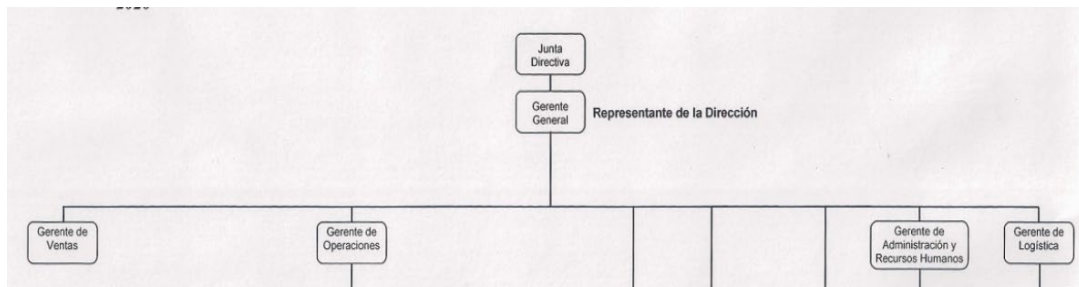 Junta
Directiva
Gerente
General
Representante de la Dirección
Gerente de
Ventas
Gerente de
Operaciones
Gerente de
Administración y
Recursos Humanos
Gerente de
Logística